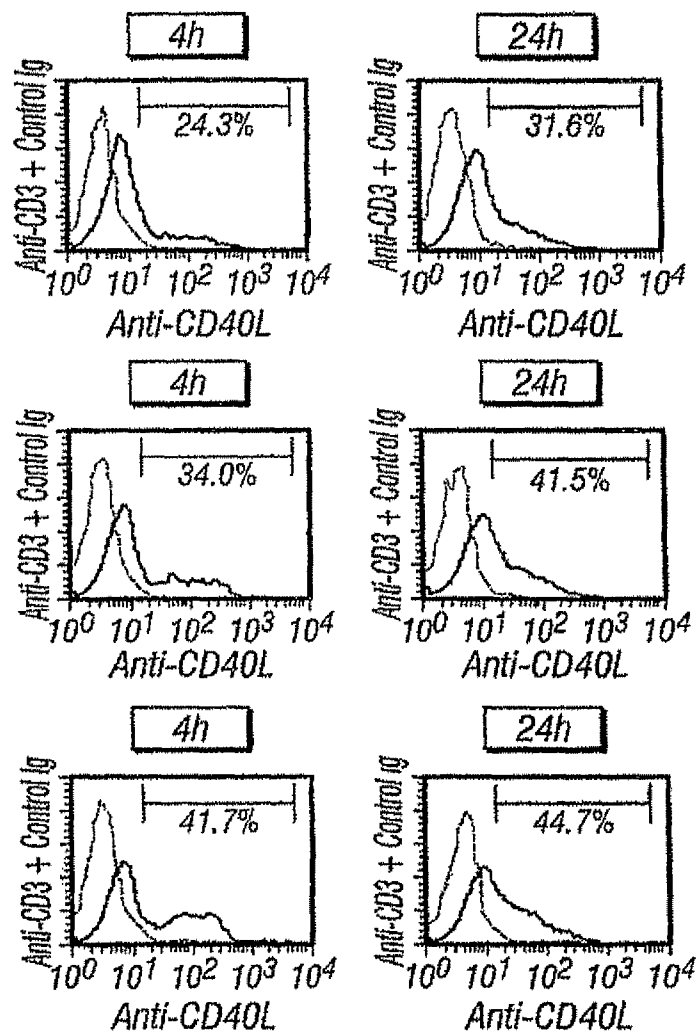 4h 24h
Anti-CD3 + Control Ig 24.3% Anti-CD3 + Control Ig 31.6%
10^0 10^1 10^2 10^3 10^4 10^0 10^1 10^2 10^3 10^4
Anti-CD40L Anti-CD40L
4h 24h
Anti-CD3 + Control Ig 34.0% Anti-CD3 + Control Ig 41.5%
10^0 10^1 10^2 10^3 10^4 10^0 10^1 10^2 10^3 10^4
Anti-CD40L Anti-CD40L
4h 24h
Anti-CD3 + Control Ig 41.7% Anti-CD3 + Control Ig 44.7%
10^0 10^1 10^2 10^3 10^4 10^0 10^1 10^2 10^3 10^4
Anti-CD40L Anti-CD40L